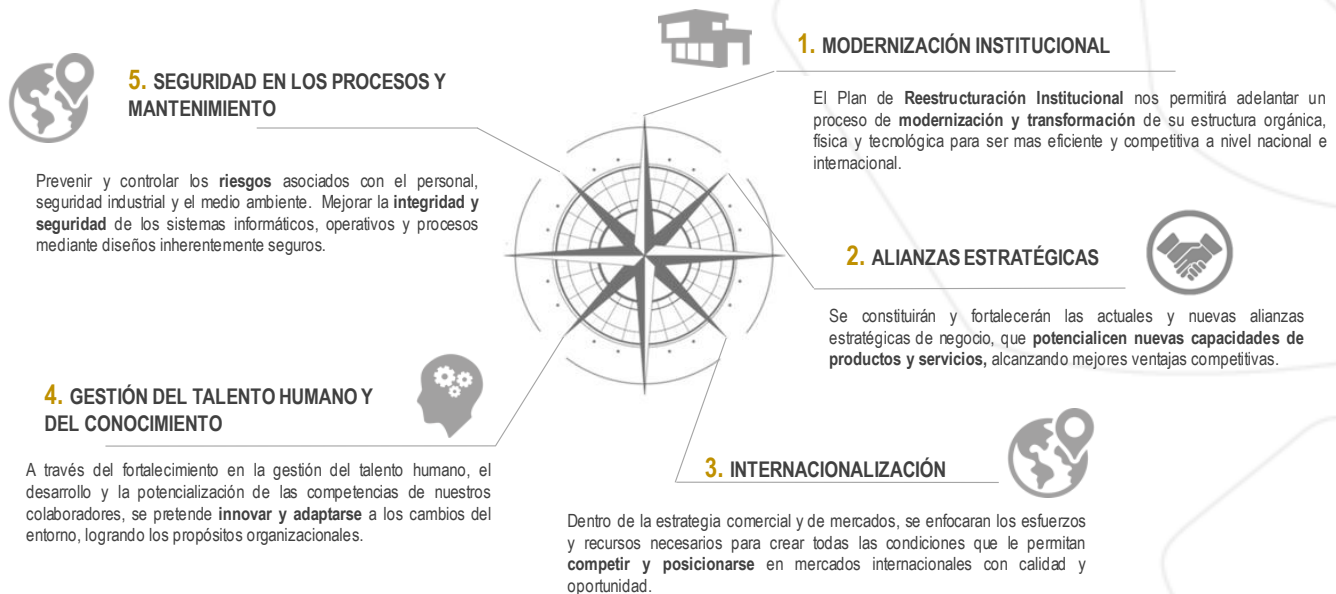 1. MODERNIZACIÓN INSTITUCIONAL
El Plan de Reestructuración Institucional nos permitirá adelantar un
proceso de modernización y transformación de su estructura orgánica,
física y tecnológica para ser mas eficiente y competitiva a nivel nacional e
internacional.
2. ALIANZAS ESTRATÉGICAS
Se constituirán y fortalecerán las actuales y nuevas alianzas
estratégicas de negocio, que potencialicen nuevas capacidades de
productos y servicios, alcanzando mejores ventajas competitivas.
3. INTERNACIONALIZACIÓN
Dentro de la estrategia comercial y de mercados, se enfocaran los esfuerzos
y recursos necesarios para crear todas las condiciones que le permitan
competir y posicionarse en mercados internacionales con calidad y
oportunidad.
4. GESTIÓN DEL TALENTO HUMANO Y
DEL CONOCIMIENTO
A través del fortalecimiento en la gestión del talento humano, el
desarrollo y la potencialización de las competencias de nuestros
colaboradores, se pretende innovar y adaptarse a los cambios del
entorno, logrando los propósitos organizacionales.
5. SEGURIDAD EN LOS PROCESOS Y
MANTENIMIENTO
Prevenir y controlar los riesgos asociados con el personal,
seguridad industrial y el medio ambiente. Mejorar la integridad y
seguridad de los sistemas informáticos, operativos y procesos
mediante diseños inherentemente seguros.